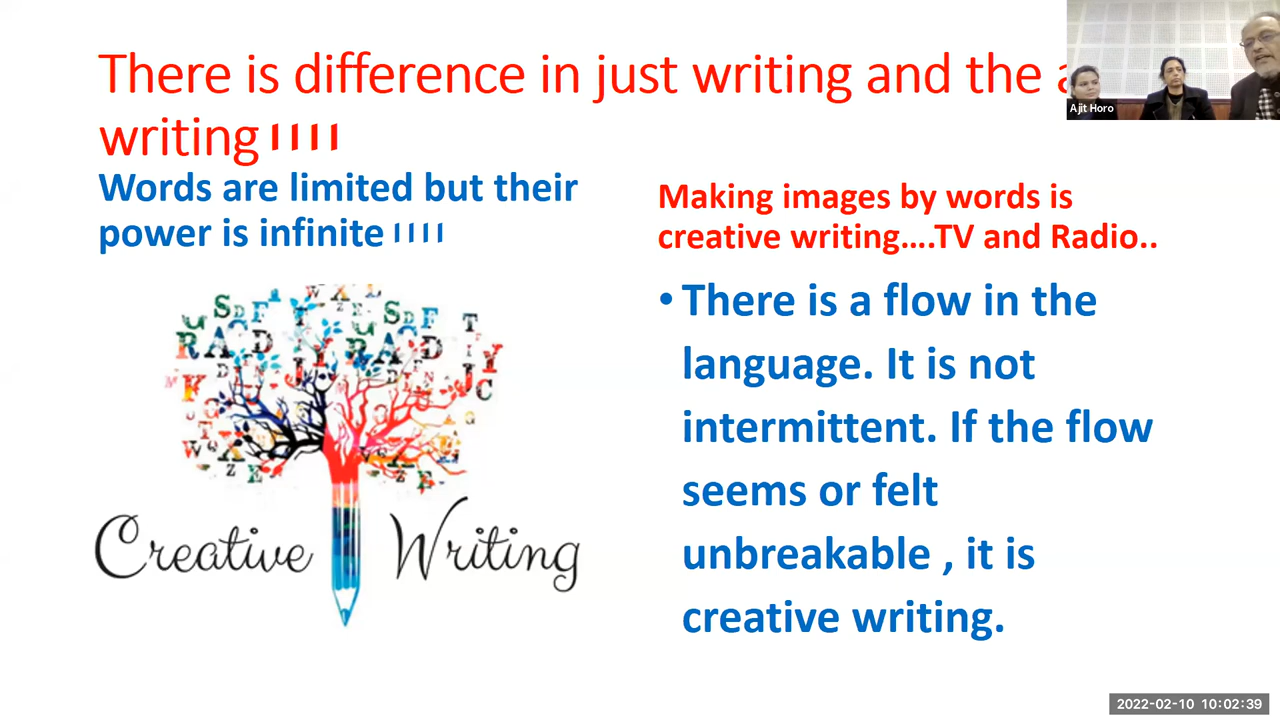 There is difference in just writing and the
writing।।।।
Words are limited but their
power is infinite।।।।
Making images by words is
creative writing….TV and Radio..
• There is a flow in the
language. It is not
intermittent. If the flow
seems or felt
unbreakable , it is
creative writing.
Creative Writing
Ajit Horo
2022-02-10 10:02:39